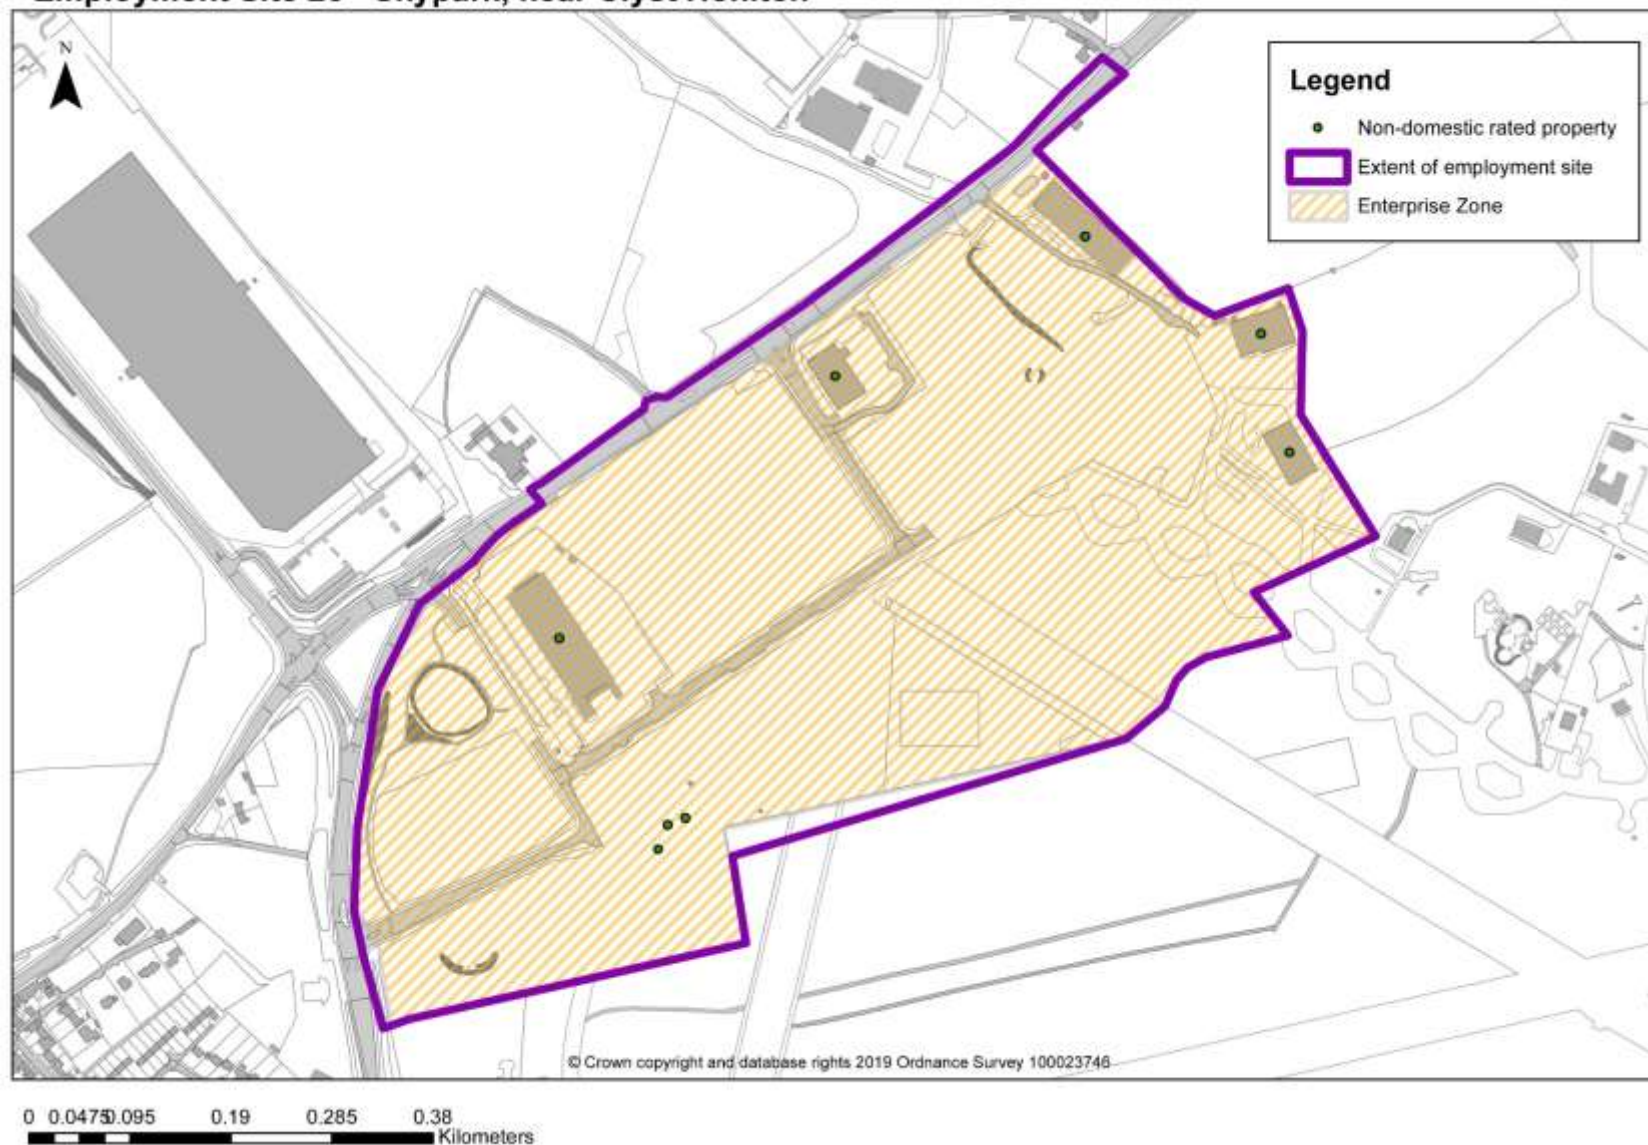 N
Legend
Non-domestic rated property
Extent of employment site
Enterprise Zone
© Crown copyright and database rights 2019 Ordnance Survey 100023746
0 0.0475 0.095 0.19 0.285 0.38
Kilometers